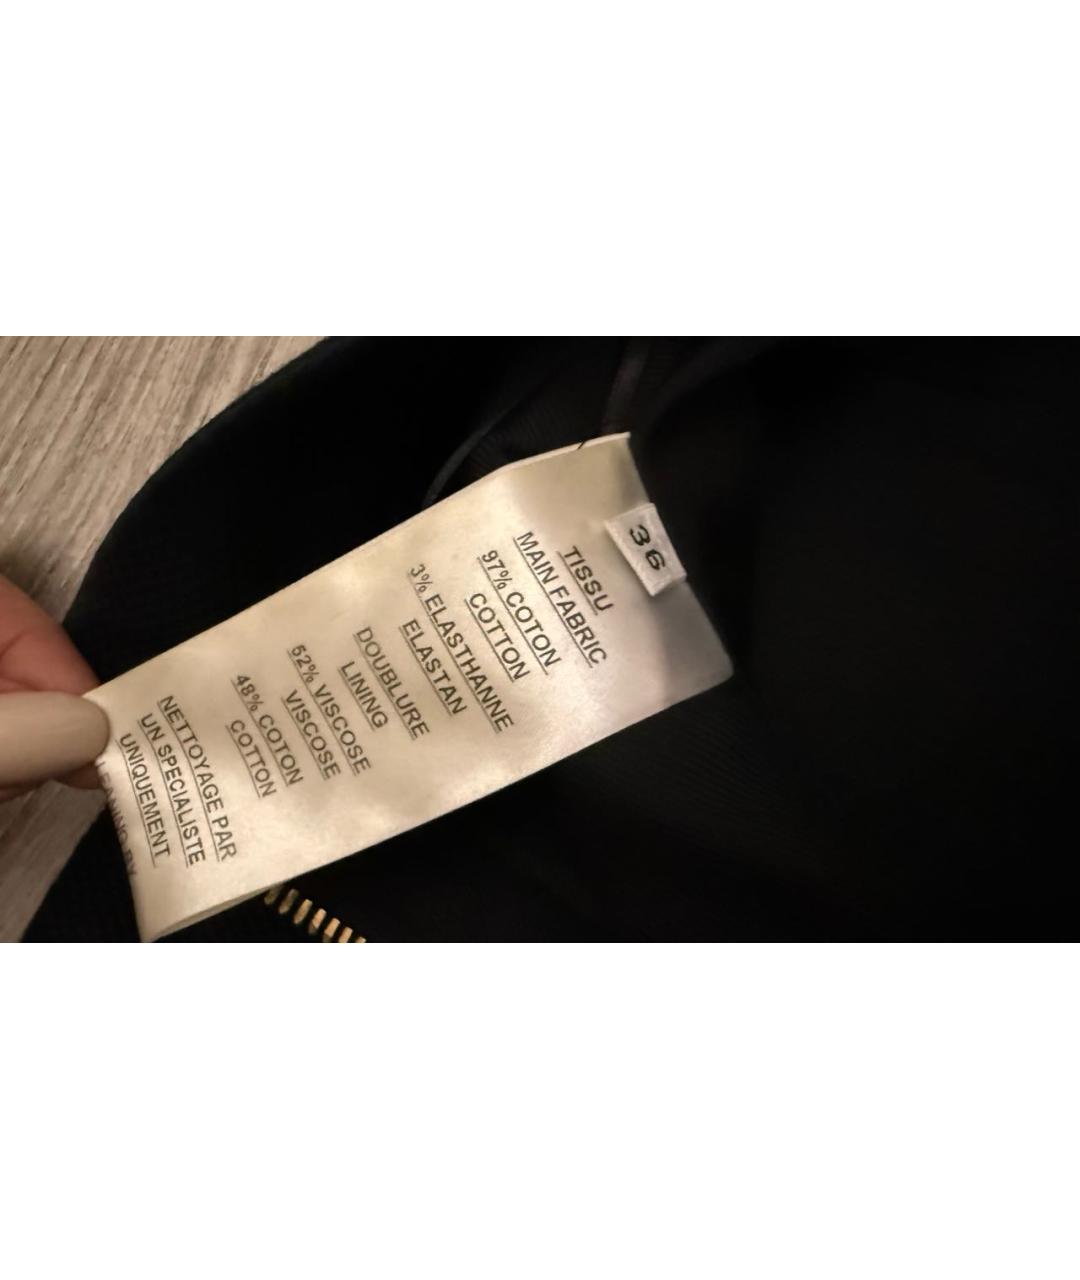 36
TISSU
MAIN FABRIC
97% COTON
COTTON
3% ELASTHANNE
ELASTAN
DOUBLURE
LINING
52% VISCOSE
VISCOSE
48% COTON
COTTON
NETTOYAGE PAR
UN SPECIALISTE
UNIQUEMENT
BY